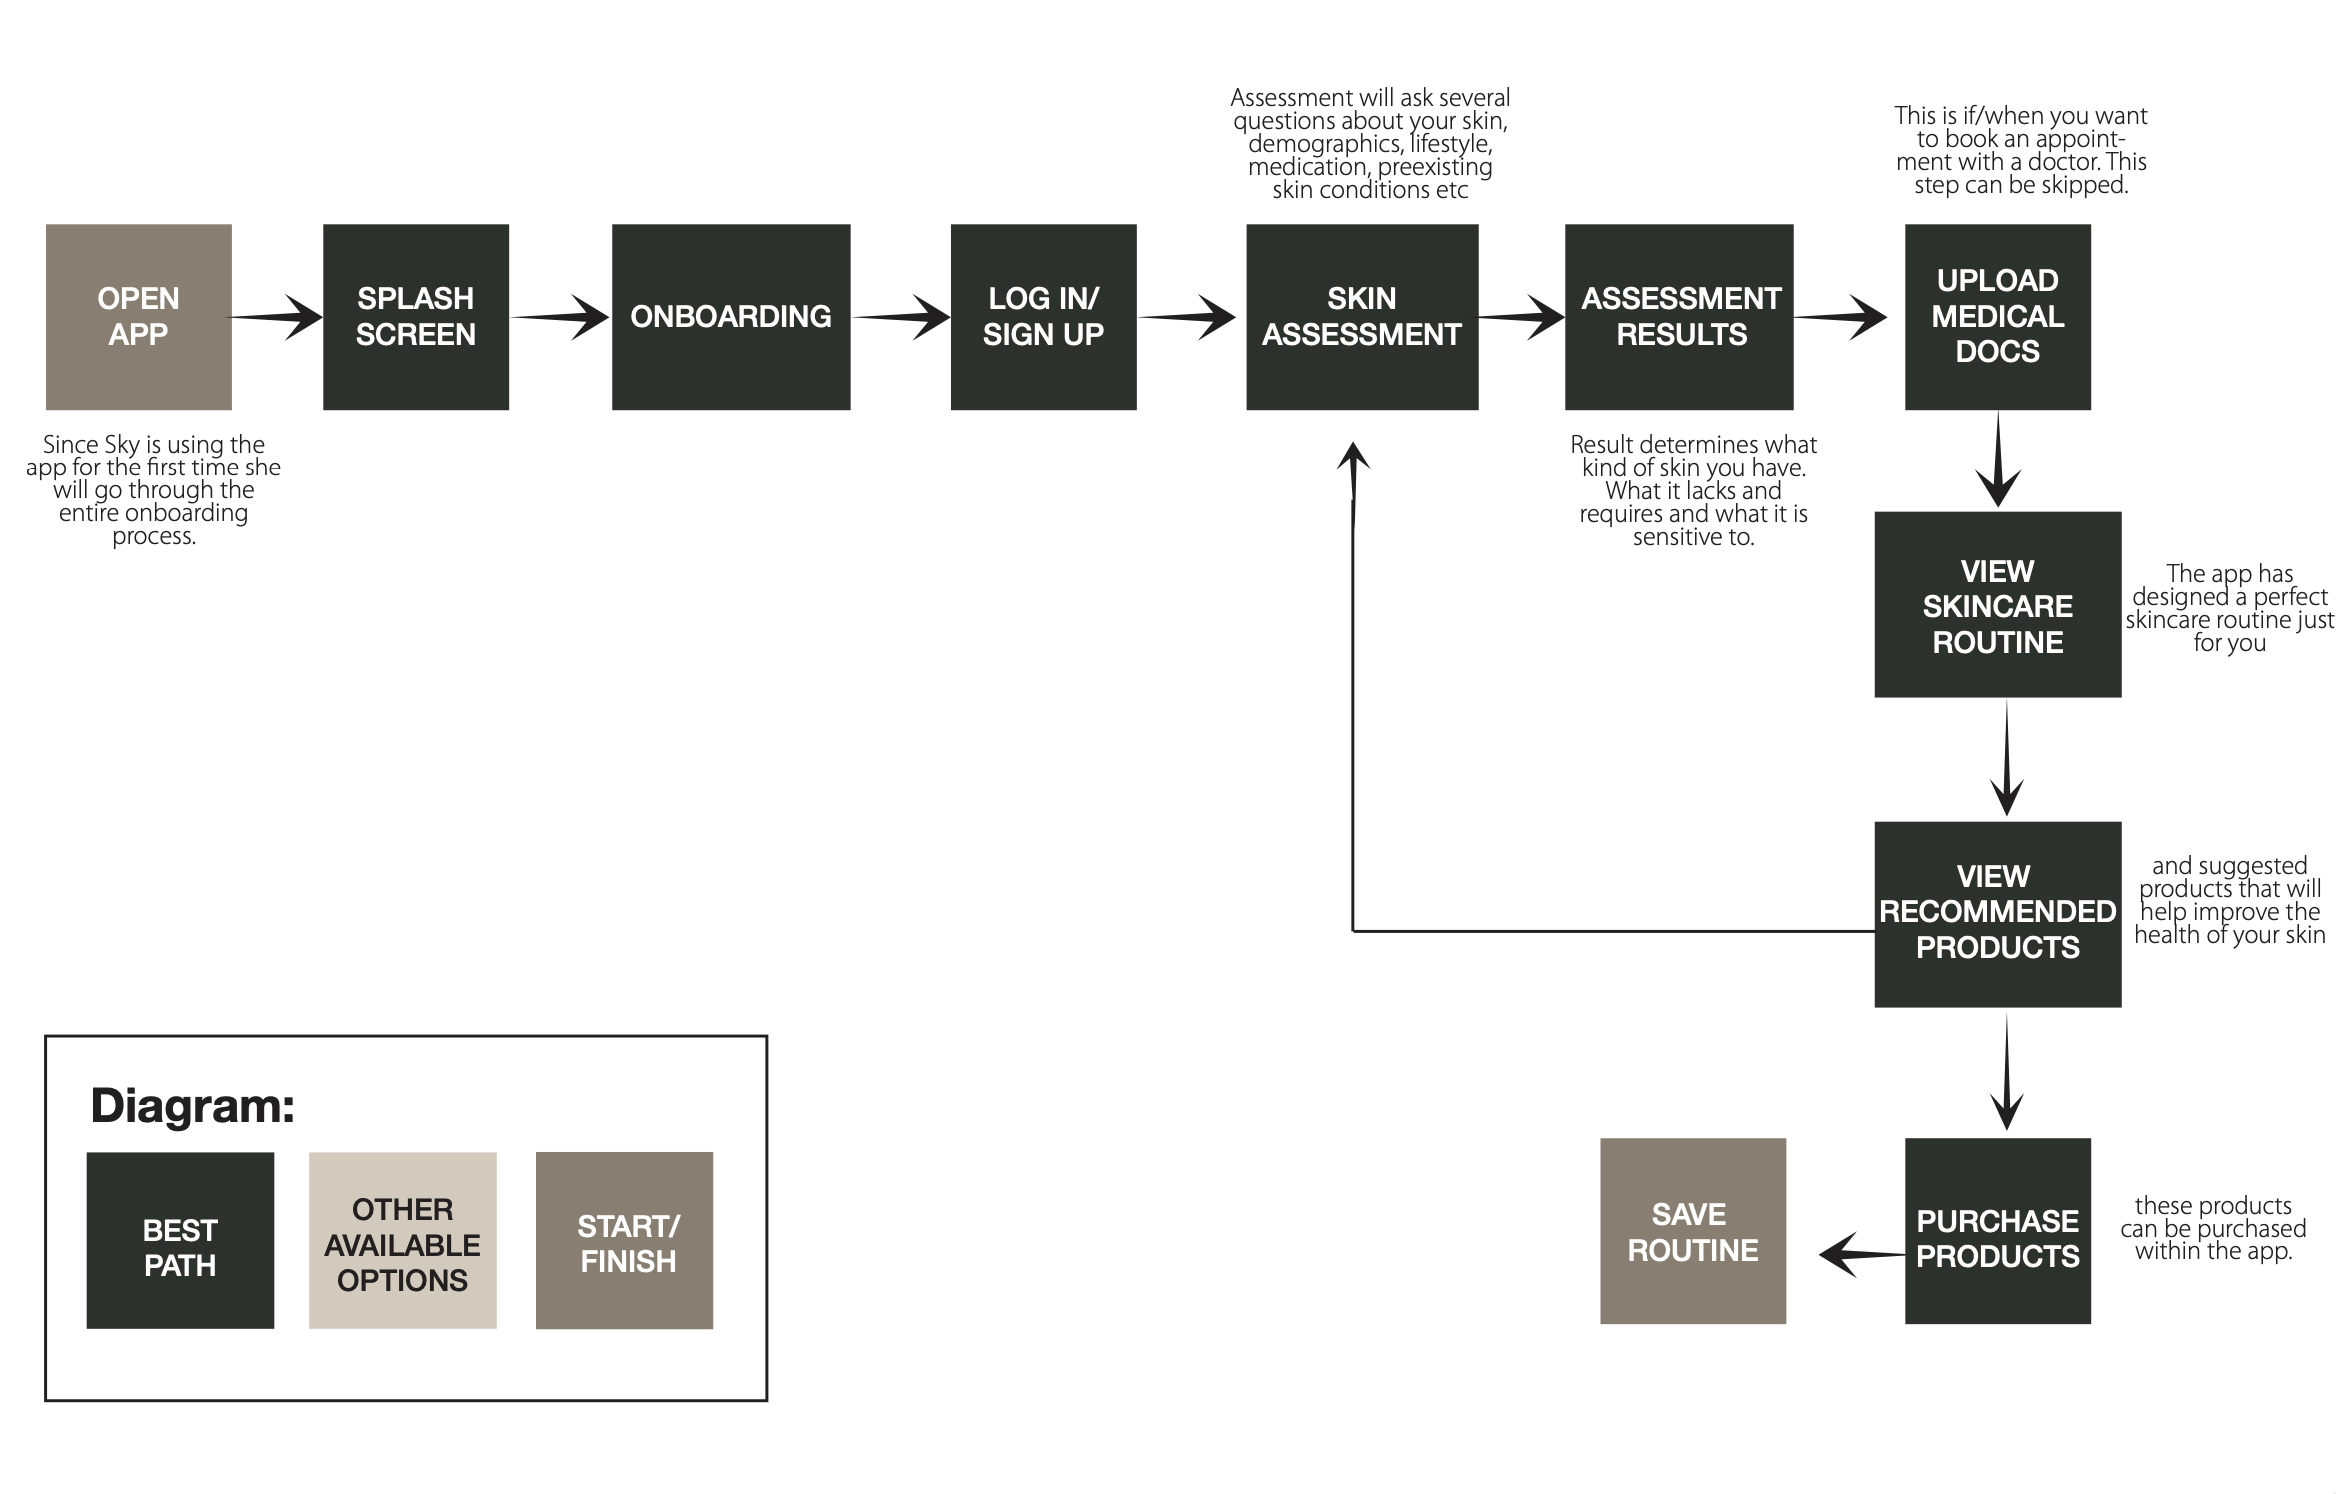 Assessment will ask several
questions about your skin,
demographics, lifestyle,
medication, preexisting
skin conditions etc
This is if/when you want
to book an appoint-
ment with a doctor. This
step can be skipped.
OPEN
APP
SPLASH
SCREEN
ONBOARDING
LOG IN/
SIGN UP
SKIN
ASSESSMENT
ASSESSMENT
RESULTS
UPLOAD
MEDICAL
DOCS
Since Sky is using the
app for the first time she
will go through the
entire onboarding
process.
Result determines what
kind of skin you have.
What it lacks and
requires and what it is
sensitive to.
VIEW
SKINCARE
ROUTINE
The app has
designed a perfect
skincare routine just
for you
VIEW
RECOMMENDED
PRODUCTS
and suggested
products that will
help improve the
health of your skin
SAVE
ROUTINE
PURCHASE
PRODUCTS
these products
can be purchased
within the app.
Diagram:
BEST
PATH
OTHER
AVAILABLE
OPTIONS
START/
FINISH